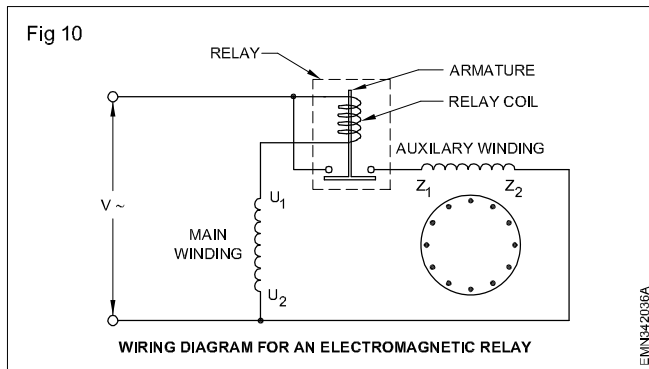 Fig 10
RELAY
ARMATURE
RELAY COIL
AUXILARY WINDING
Z1 Z2
V ~
U1
MAIN
WINDING
U2
WIRING DIAGRAM FOR AN ELECTROMAGNETIC RELAY
EMN342036A